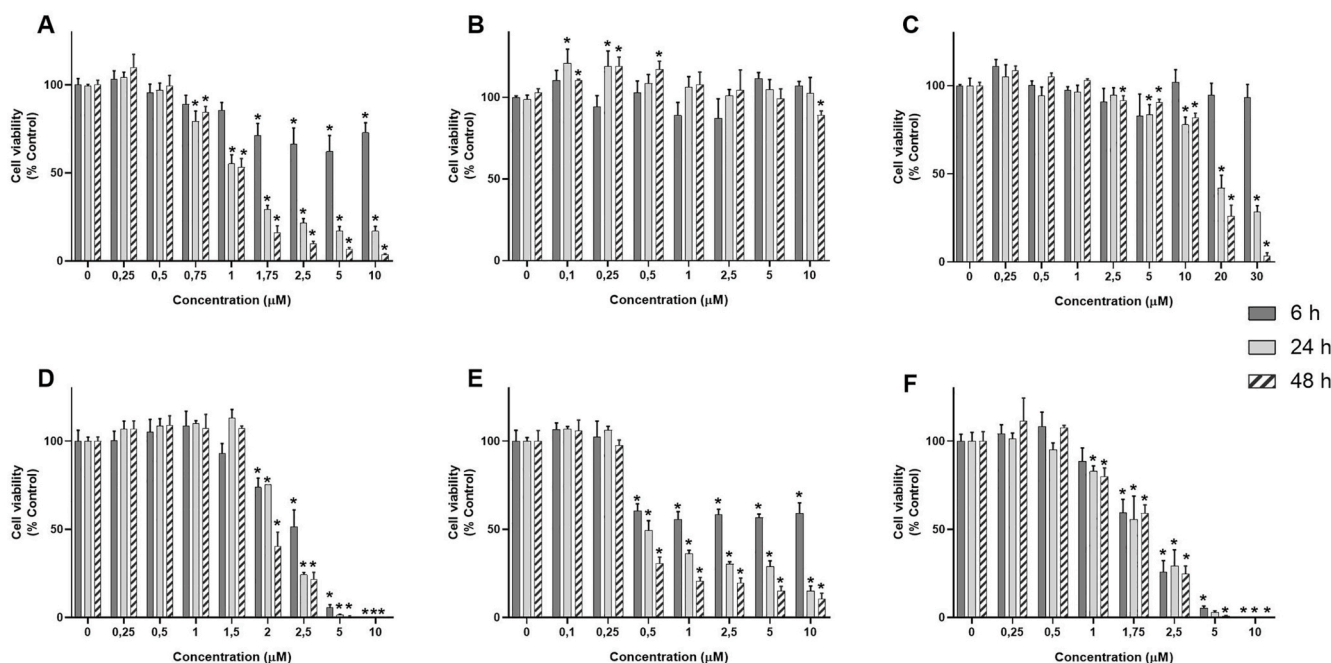 A
Cell viability
(% Control)
100
50
0
0 0,25 0,5 0,75 1 1,75 2,5 5 10
Concentration (µM)
* * * * * * * * * * * * * * * *
B
Cell viability
(% Control)
100
50
0
0 0,1 0,25 0,5 1 2,5 5 10
Concentration (µM)
* * * * * *
C
Cell viability
(% Control)
100
50
0
0 0,25 0,5 1 2,5 5 10 20 30
Concentration (µM)
* * * * * * * * *
6 h
24 h
48 h
D
Cell viability
(% Control)
100
50
0
0 0,25 0,5 1 1,5 2 2,5 5 10
Concentration (µM)
* * * * * * * * * * * *
E
Cell viability
(% Control)
100
50
0
0 0,1 0,25 0,5 1 2,5 5 10
Concentration (µM)
* * * * * * * * * * * * * * *
F
Cell viability
(% Control)
100
50
0
0 0,25 0,5 1 1,75 2,5 5 10
Concentration (µM)
* * * * * * * * * * * * *